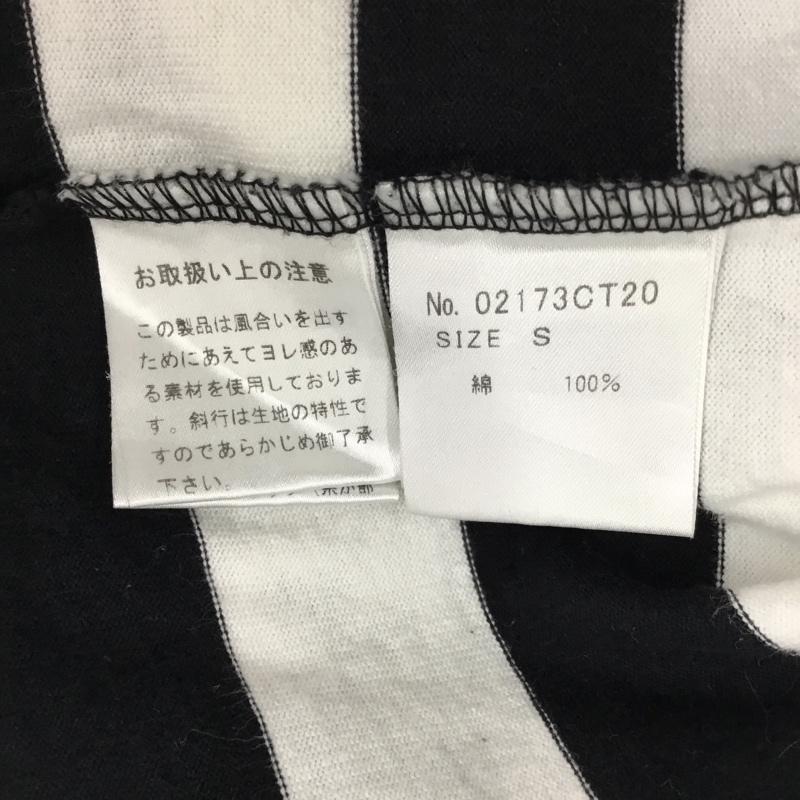 お取扱い上の注意
この製品は風合いを出す
ためにあえてヨレ感のあ
る素材を使用しておりま
す。斜行は生地の特性で
すのであらかじめ御了承
下さい。
No. 02173CT20
SIZE S
綿 100%